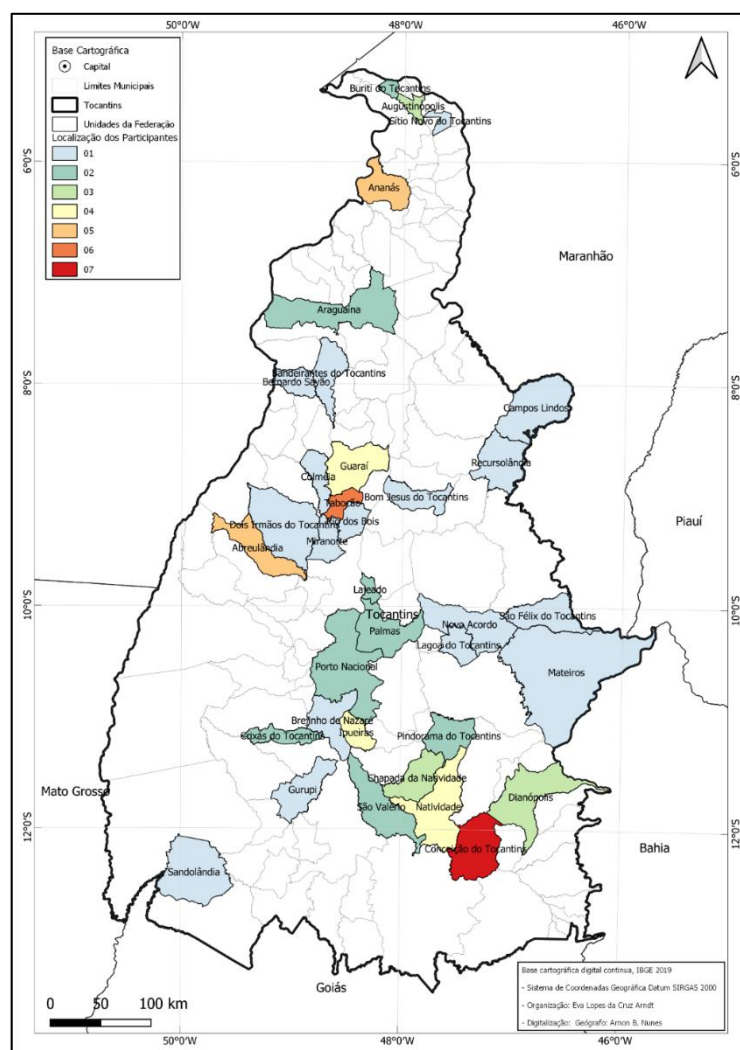 50°0'O
48°0'O
46°0'O
Base Cartográfica
Capital
Limites Municipais
Tocantins
Unidades da Federação
Localização dos Participantes
01
02
03
04
05
06
07
Buriti do Tocantins
Augustinópolis
Sítio Novo do Tocantins
6°0'S
6°0'S
Ananás
Maranhão
Araguaína
Bandeirantes do Tocantins
Bernardo Sayão
8°0'S
8°0'S
Campos Lindos
Recursolândia
Guaraí
Colméia
Bom Jesus do Tocantins
Tabocão
Rio dos Bois
Dois Irmãos do Tocantins
Miranorte
Abreulândia
Piauí
10°0'S
10°0'S
Lajeado
Tocantins
São Félix do Tocantins
Novo Acordo
Palmas
Lagoa do Tocantins
Porto Nacional
Mateiros
Brejinho de Nazaré
Ipueiras
Crixás do Tocantins
Pindorama do Tocantins
Chapada da Natividade
Mato Grosso
Gurupi
São Valério
Natividade
Dianópolis
12°0'S
12°0'S
Conceição do Tocantins
Bahia
Sandolândia
Goiás
Base cartográfica digital continua, IBGE 2019
- Sistema de Coordenadas Geográfica Datum SIRGAS 2000
- Organização: Eva Lopes da Cruz Arndt
- Digitalização: Geógrafo: Arnon B. Nunes
0 50 100 km
50°0'O
48°0'O
46°0'O